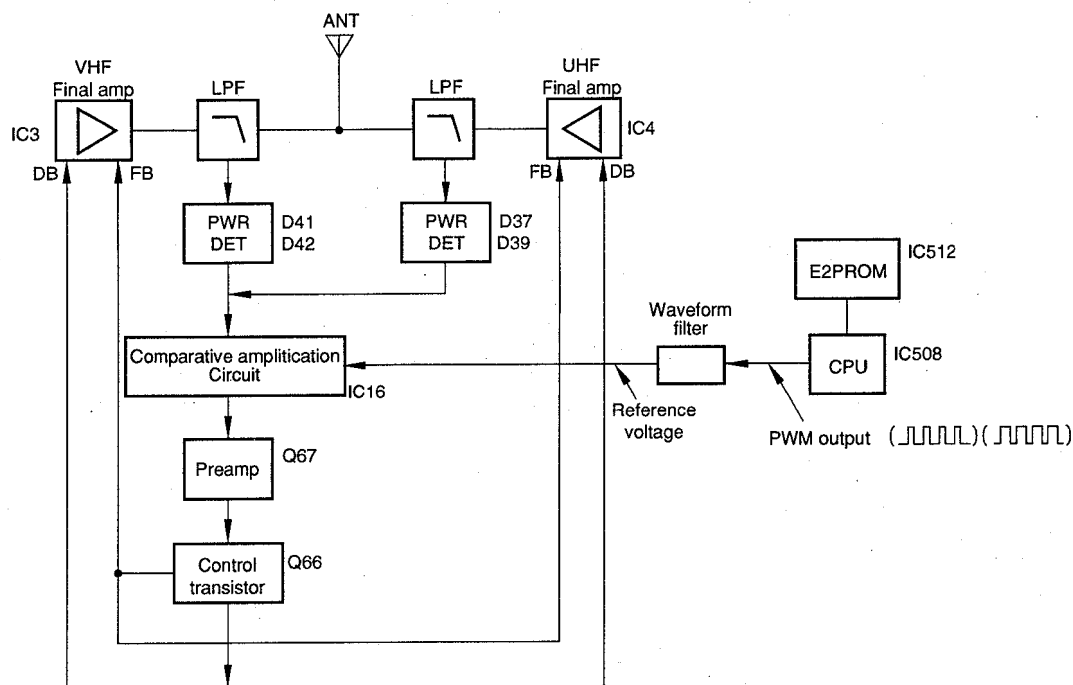 ANT
VHF
Final amp
LPF
LPF
UHF
Final amp
IC3
IC4
DB
FB
FB
DB
PWR
DET
D41
D42
PWR
DET
D37
D39
E2PROM
IC512
Waveform
filter
Comparative amplitication
Circuit
IC16
CPU
IC508
Reference
voltage
PWM output
Preamp
Q67
Control
transistor
Q66